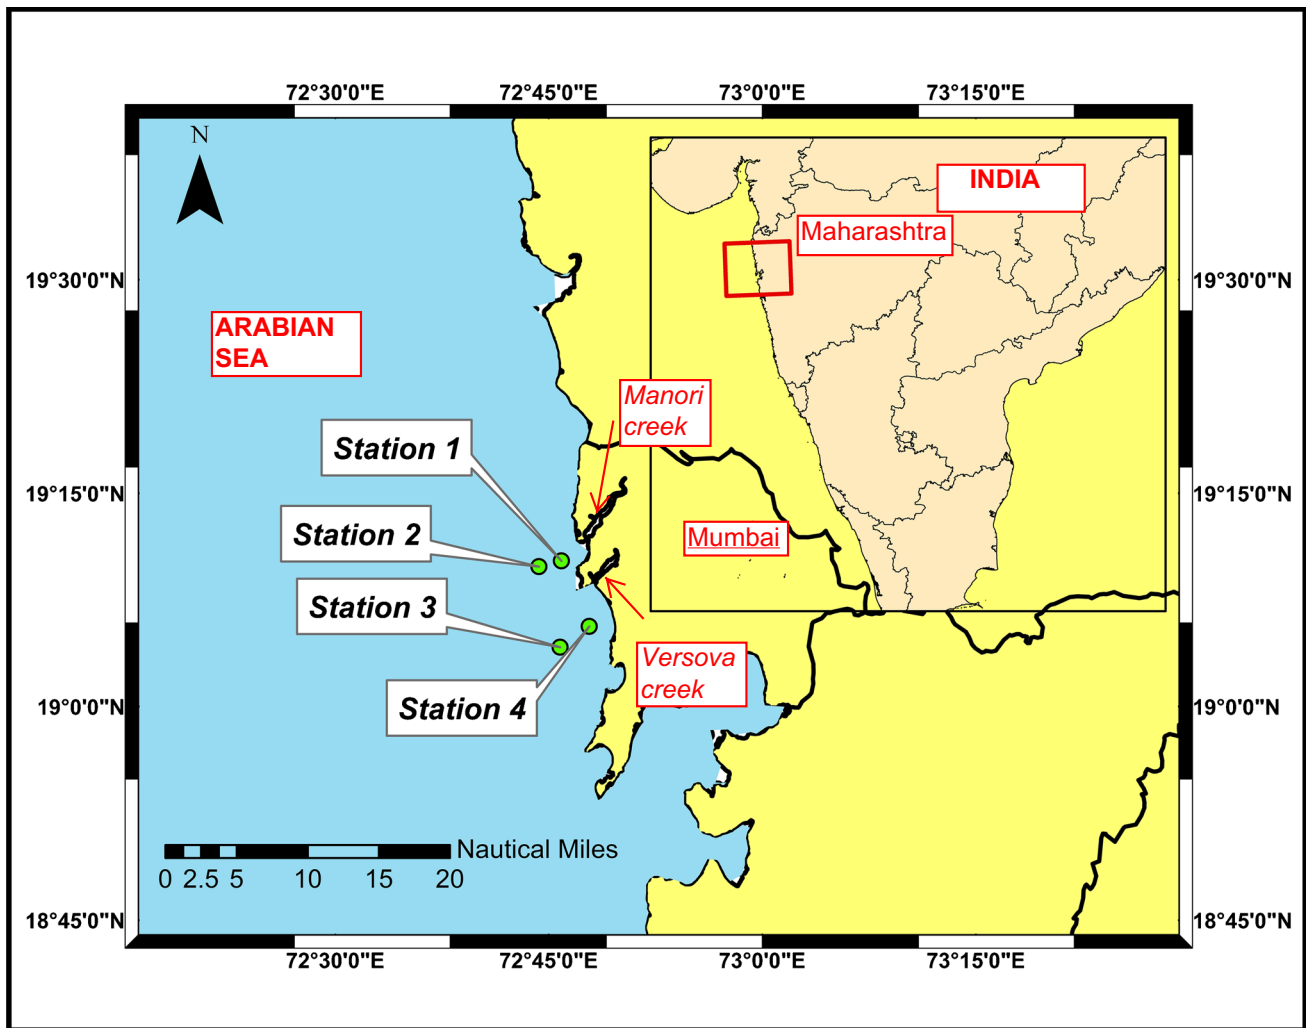 72°30'0"E
72°45'0"E
73°0'0"E
73°15'0"E
N
INDIA
Maharashtra
19°30'0"N
19°30'0"N
ARABIAN
SEA
Manori
creek
Station 1
19°15'0"N
19°15'0"N
Station 2
Mumbai
Station 3
Versova
creek
Station 4
19°0'0"N
19°0'0"N
Nautical Miles
0 2.5 5 10 15 20
18°45'0"N
18°45'0"N
72°30'0"E
72°45'0"E
73°0'0"E
73°15'0"E